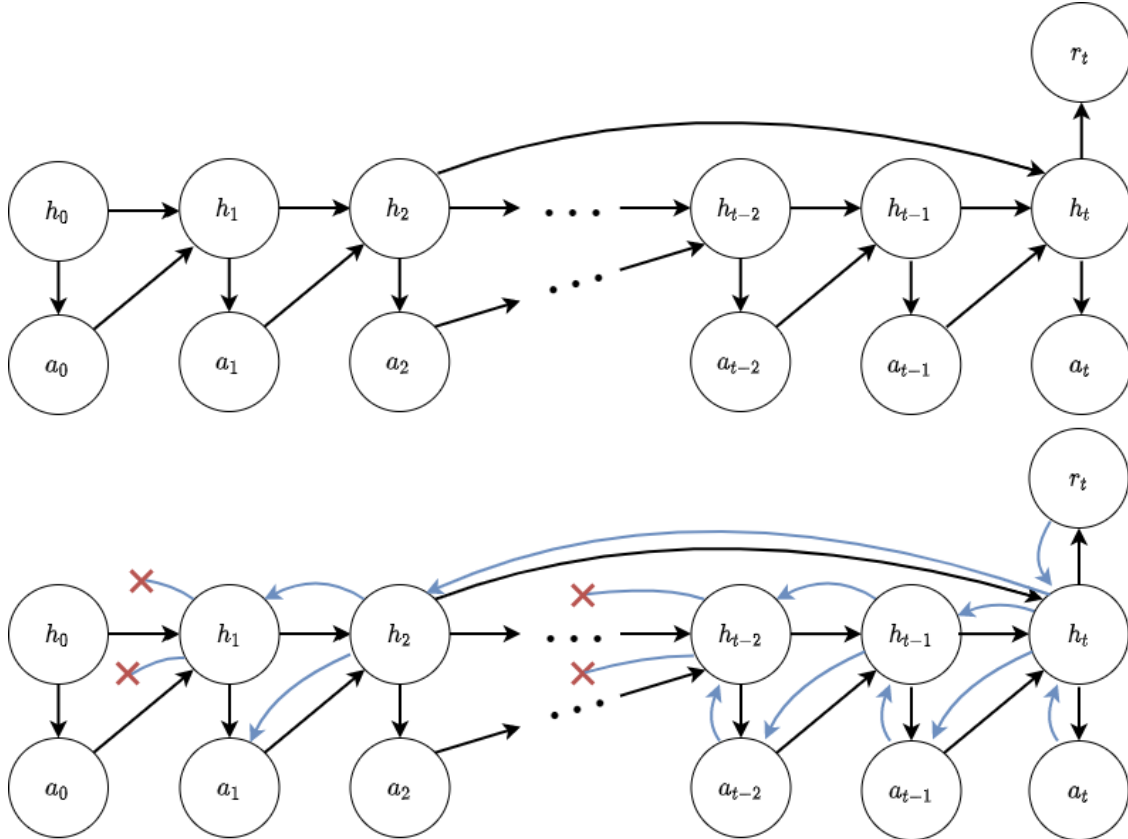 r_t
h_0 h_1 h_2 ... h_{t-2} h_{t-1} h_t
...
a_0 a_1 a_2 a_{t-2} a_{t-1} a_t
r_t
h_0 h_1 h_2 ... h_{t-2} h_{t-1} h_t
...
a_0 a_1 a_2 a_{t-2} a_{t-1} a_t